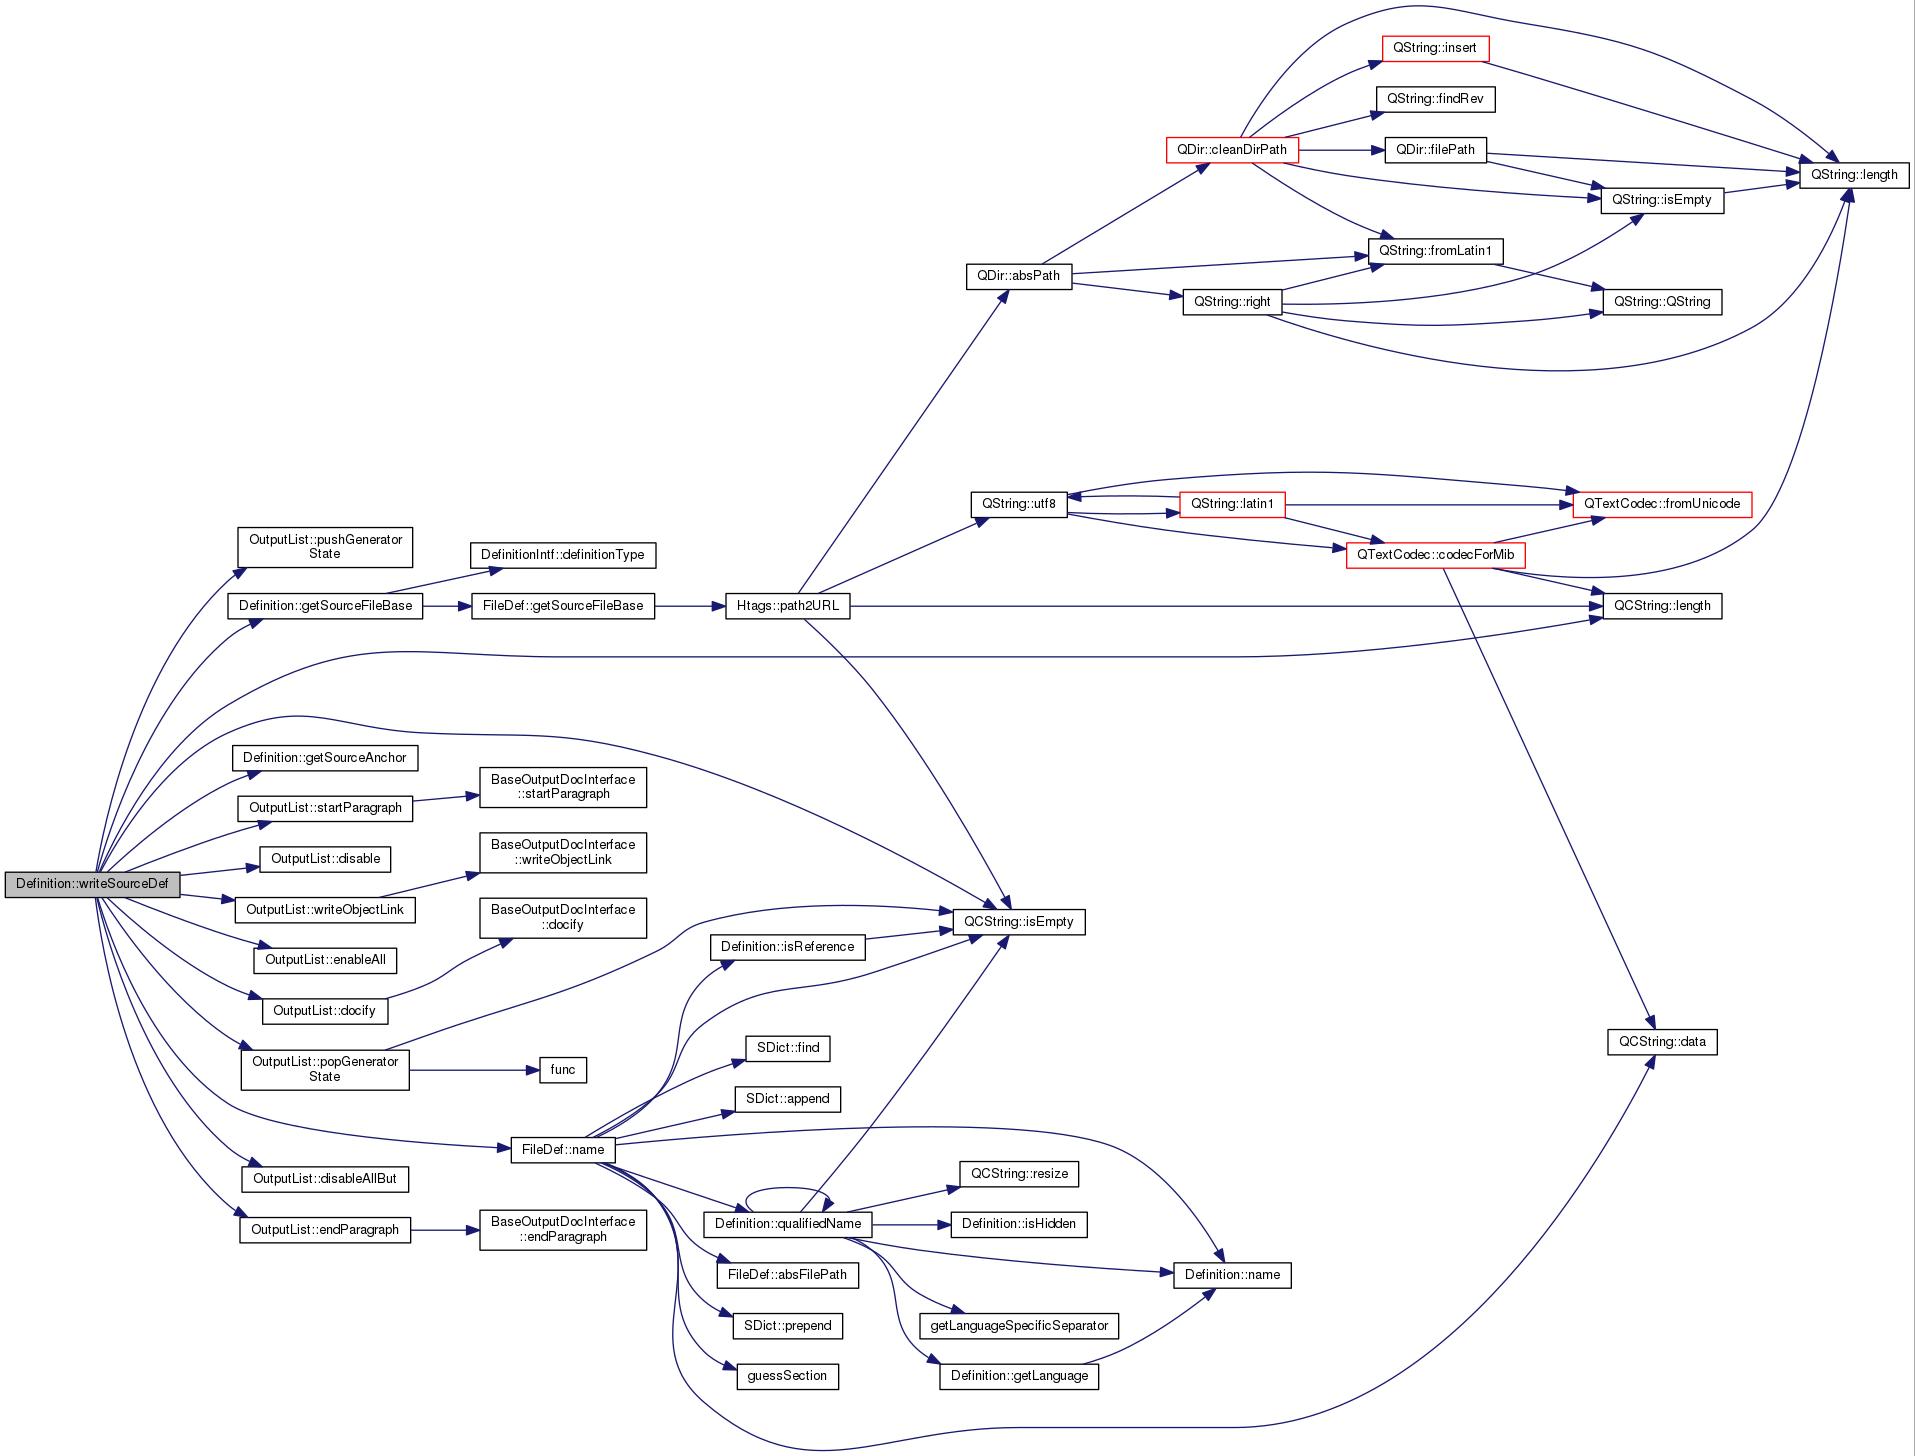 QString::insert
QString::findRev
QDir::cleanDirPath
QDir::filePath
QString::length
QString::isEmpty
QString::fromLatin1
QDir::absPath
QString::right
QString::QString
QString::utf8
QString::latin1
QTextCodec::fromUnicode
OutputList::pushGenerator
State
DefinitionIntf::definitionType
QTextCodec::codecForMib
Definition::getSourceFileBase
FileDef::getSourceFileBase
Htags::path2URL
QCString::length
Definition::getSourceAnchor
BaseOutputDocInterface
::startParagraph
OutputList::startParagraph
OutputList::disable
BaseOutputDocInterface
::writeObjectLink
Definition::writeSourceDef
OutputList::writeObjectLink
BaseOutputDocInterface
::docify
QCString::isEmpty
Definition::isReference
OutputList::enableAll
OutputList::docify
QCString::data
SDict::find
OutputList::popGenerator
State
func
SDict::append
FileDef::name
OutputList::disableAllBut
QCString::resize
OutputList::endParagraph
BaseOutputDocInterface
::endParagraph
Definition::qualifiedName
Definition::isHidden
FileDef::absFilePath
Definition::name
SDict::prepend
getLanguageSpecificSeparator
guessSection
Definition::getLanguage